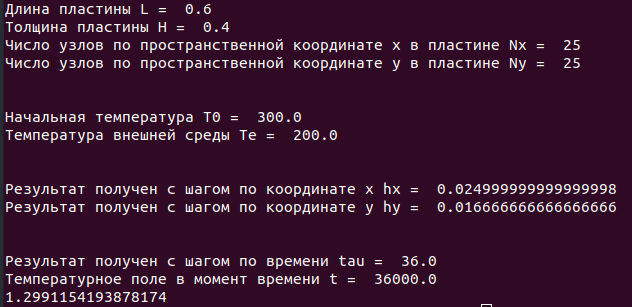 Длина пластины L =  0.6
Толщина пластины H =  0.4
Число узлов по пространственной координате x в пластине Nx =  25
Число узлов по пространственной координате y в пластине Ny =  25
Начальная температура T0 =  300.0
Температура внешней среды Te =  200.0
Результат получен с шагом по координате x hx =  0.024999999999999998
Результат получен с шагом по координате y hy =  0.016666666666666666
Результат получен с шагом по времени tau =  36.0
Температурное поле в момент времени t =  36000.0
1.2991154193878174